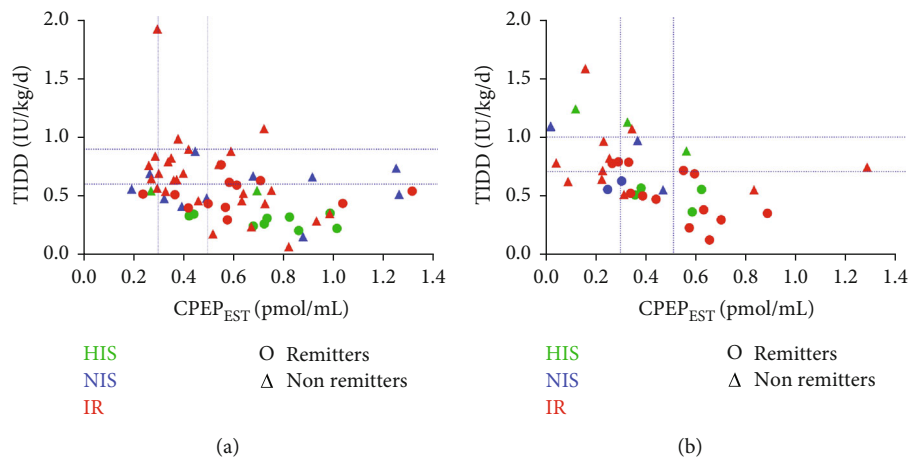 TIDD (IU/kg/d)
2.0
1.5
1.0
0.5
0.0
0.0 0.2 0.4 0.6 0.8 1.0 1.2 1.4
CPEP_EST (pmol/mL)
HIS O Remitters
NIS Δ Non remitters
IR
(a)
TIDD (IU/kg/d)
2.0
1.5
1.0
0.5
0.0
0.0 0.2 0.4 0.6 0.8 1.0 1.2 1.4
CPEP_EST (pmol/mL)
HIS O Remitters
NIS Δ Non remitters
IR
(b)